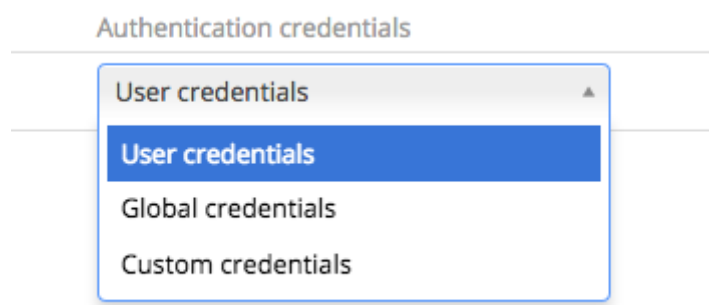 Authentication credentials
User credentials
User credentials
Global credentials
Custom credentials